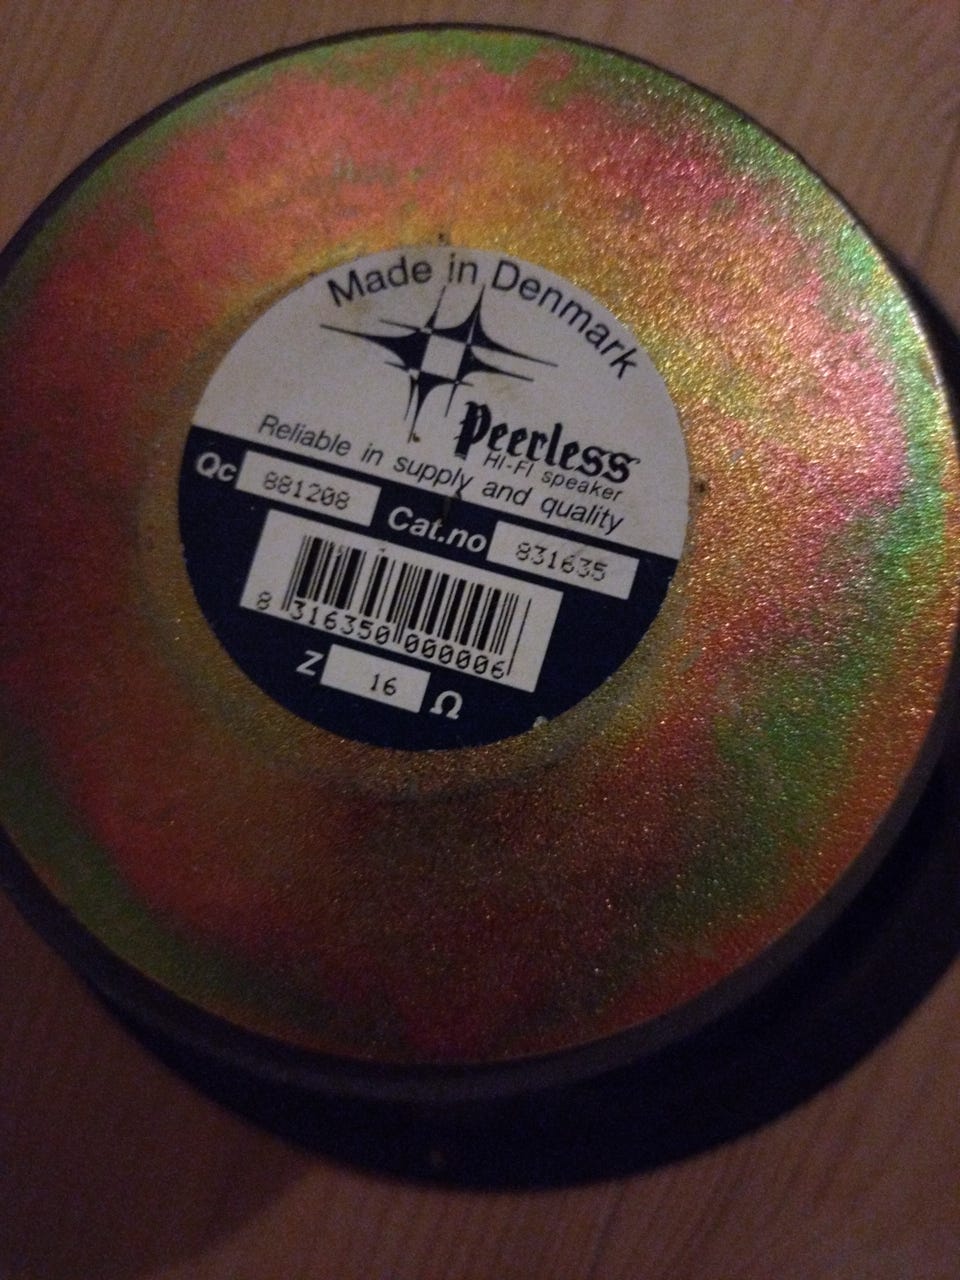 Made in Denmark
Peerless
HI-FI speaker
Reliable in supply and quality
Qc 881208
Cat.no 831635
8 316350 000006
Z 16 Ω